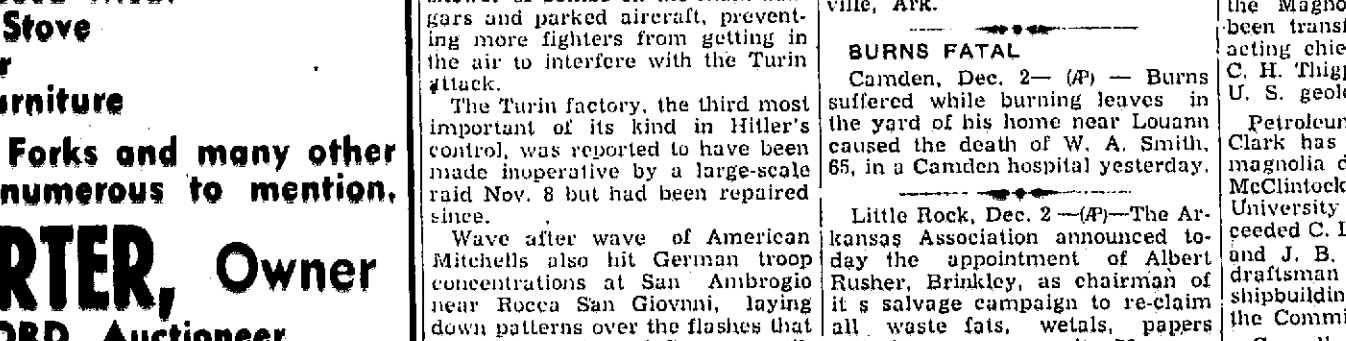 Stove
r
rniture
Forks and many other
numerous to mention.
RTER, Owner
ORD Auctioneer
gars and parked aircraft, prevent-
ing more fighters from getting in
the air to interfere with the Turin
attack.
The Turin factory, the third most
important of its kind in Hitler's
control, was reported to have been
made inoperative by a large-scale
raid Nov. 8 but had been repaired
since.
Wave after wave of American
Mitchells also hit German troop
concentrations at San Ambrogio
near Rocca San Giovnni, laying
down patterns over the flashes that
ville, Ark.
BURNS FATAL
Camden, Dec. 2— (AP) — Burns
suffered while burning leaves in
the yard of his home near Louann
caused the death of W. A. Smith,
65, in a Camden hospital yesterday.
Little Rock, Dec. 2 —(AP)—The Ar-
kansas Association announced to-
day the appointment of Albert
Rusher, Brinkley, as chairman of
it s salvage campaign to re-claim
all waste fats, wetals, papers
the Magno
been transf
acting chie
C. H. Thig
U. S. geol
Petroleum
Clark has
magnolia d
McClintock
University
ceeded C. L
and J. B.
draftsman
shipbuildin
the Commi